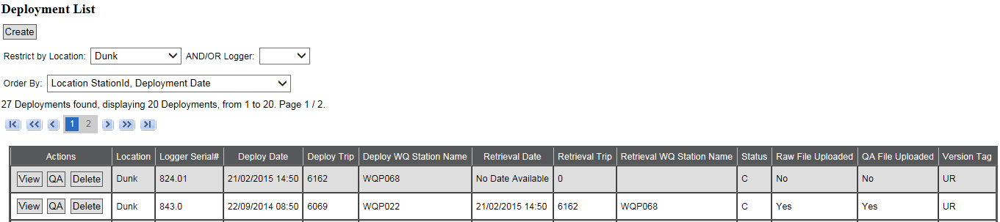 Deployment List
Create
Restrict by Location: Dunk AND/OR Logger:
Order By: Location StationId, Deployment Date
27 Deployments found, displaying 20 Deployments, from 1 to 20. Page 1 / 2.
1 2
Actions Location Logger Serial# Deploy Date Deploy Trip Deploy WQ Station Name Retrieval Date Retrieval Trip Retrieval WQ Station Name Status Raw File Uploaded QA File Uploaded Version Tag
View QA Delete Dunk 824.01 21/02/2015 14:50 6162 WQP068 No Date Available 0 C No No UR
View QA Delete Dunk 843.0 22/09/2014 08:50 6069 WQP022 21/02/2015 14:50 6162 WQP068 C Yes Yes UR